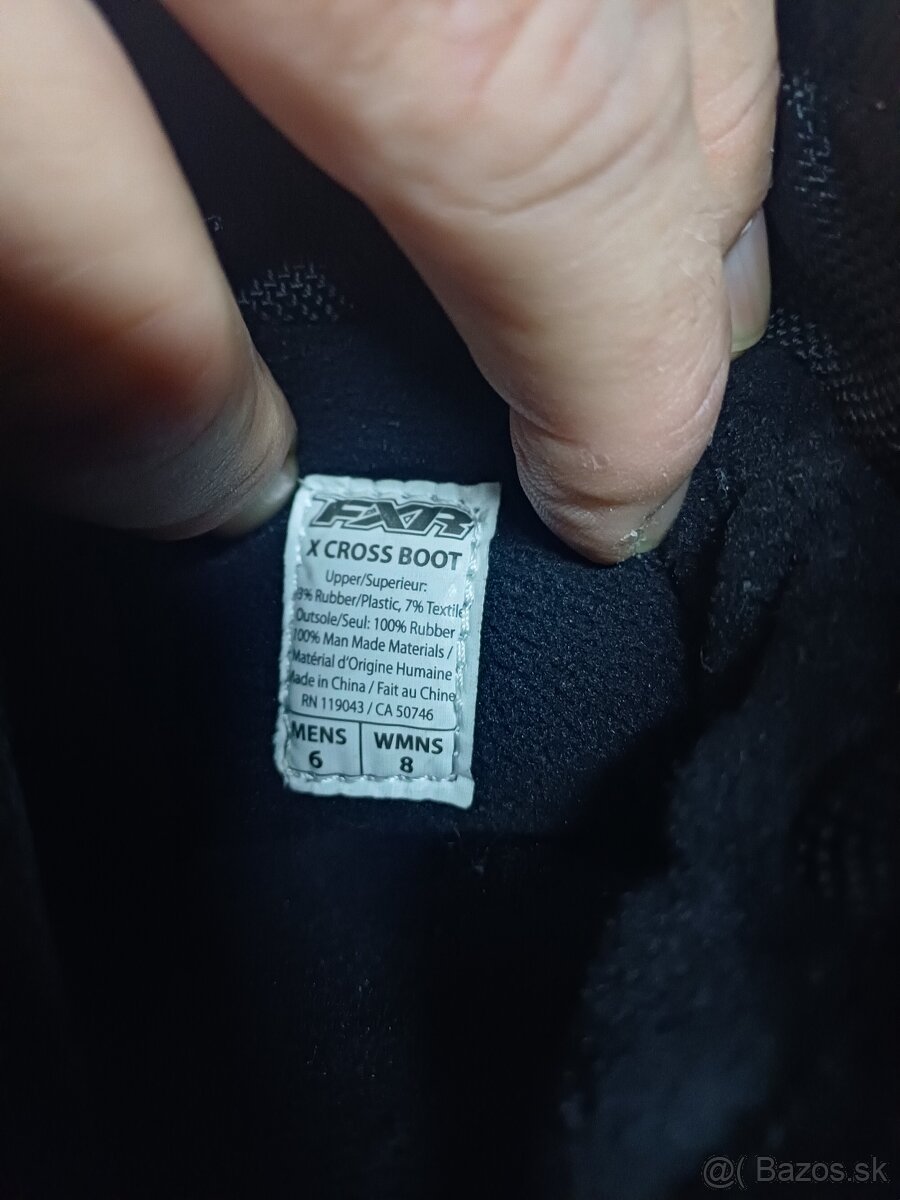 FXR
X CROSS BOOT
Upper/Superieur:
3% Rubber/Plastic, 7% Textile
Outsole/Seul: 100% Rubber
100% Man Made Materials /
Matérial d'Origine Humaine
Made in China / Fait au Chine
RN 119043 / CA 50746
MENS WMNS
6 8
@( Bazos.sk